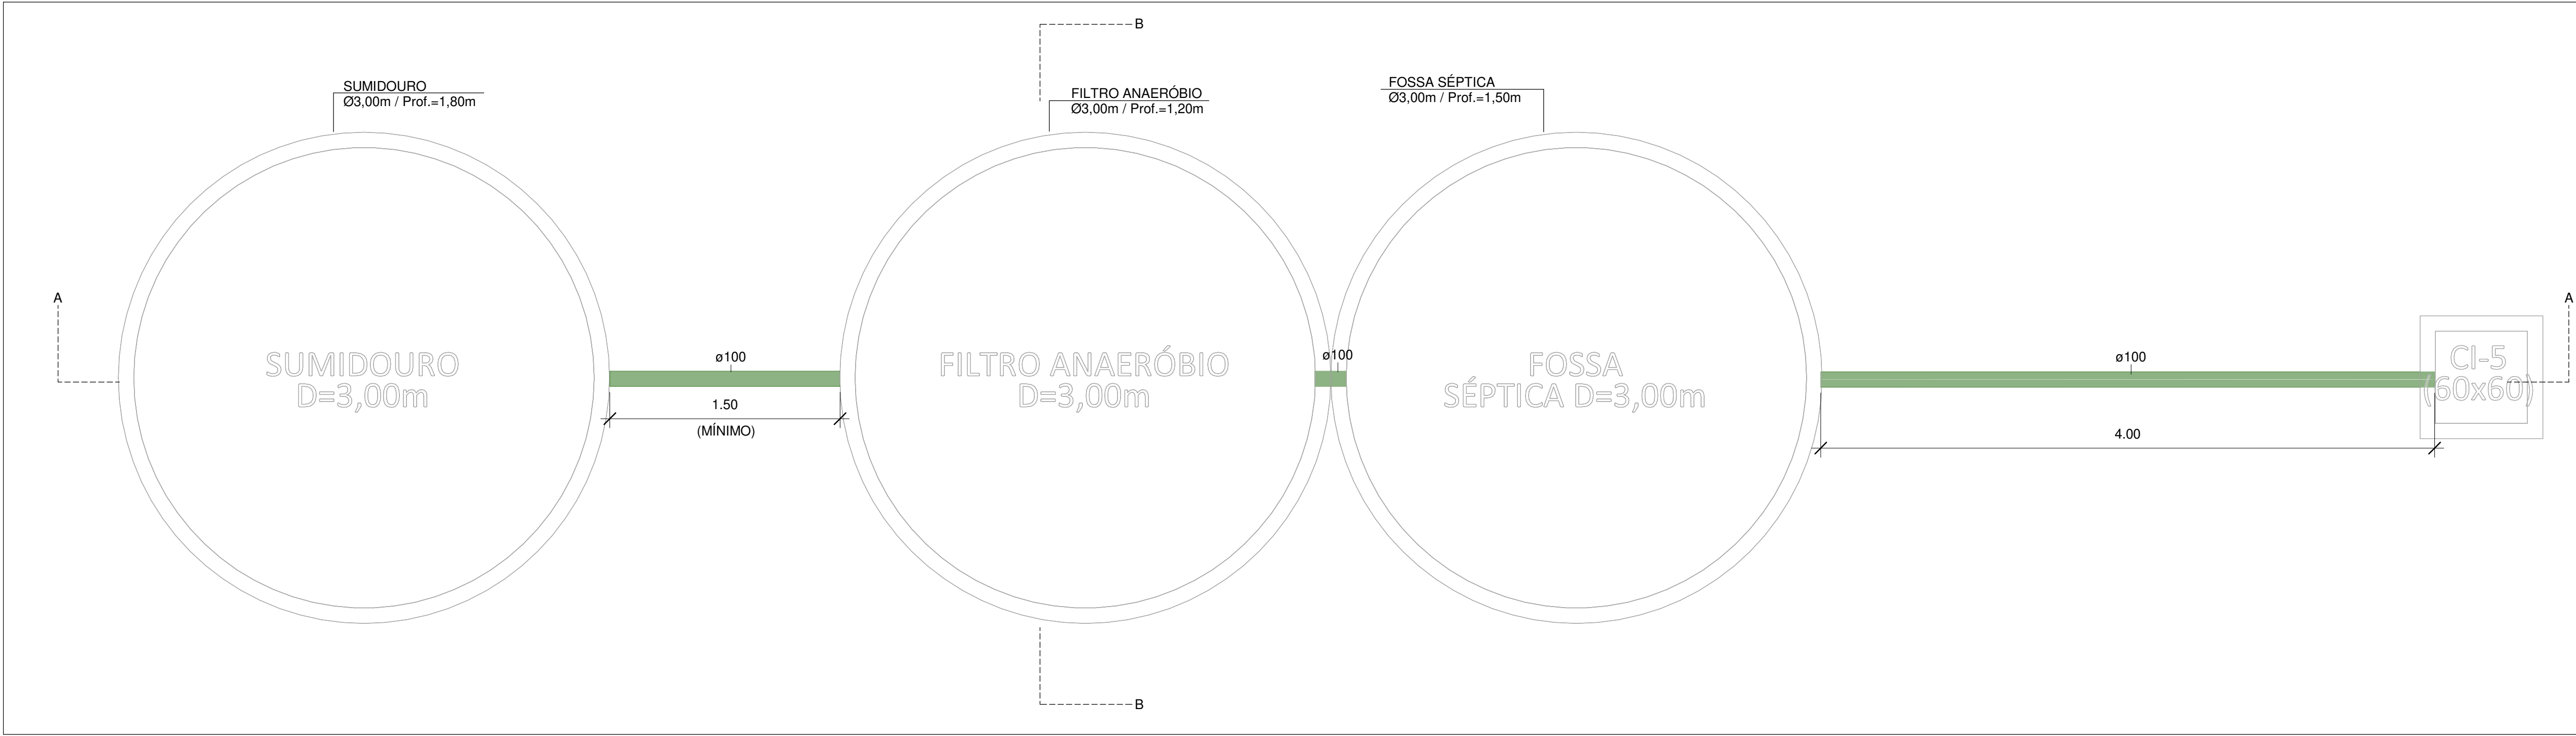 B
SUMIDOURO
Ø3,00m / Prof.=1,80m
FILTRO ANAERÓBIO
Ø3,00m / Prof.=1,20m
FOSSA SÉPTICA
Ø3,00m / Prof.=1,50m
A
A
SUMIDOURO
D=3,00m
ø100
1.50
(MÍNIMO)
FILTRO ANAERÓBIO
D=3,00m
ø100
FOSSA
SÉPTICA D=3,00m
ø100
4.00
CI-5
(60x60)
B